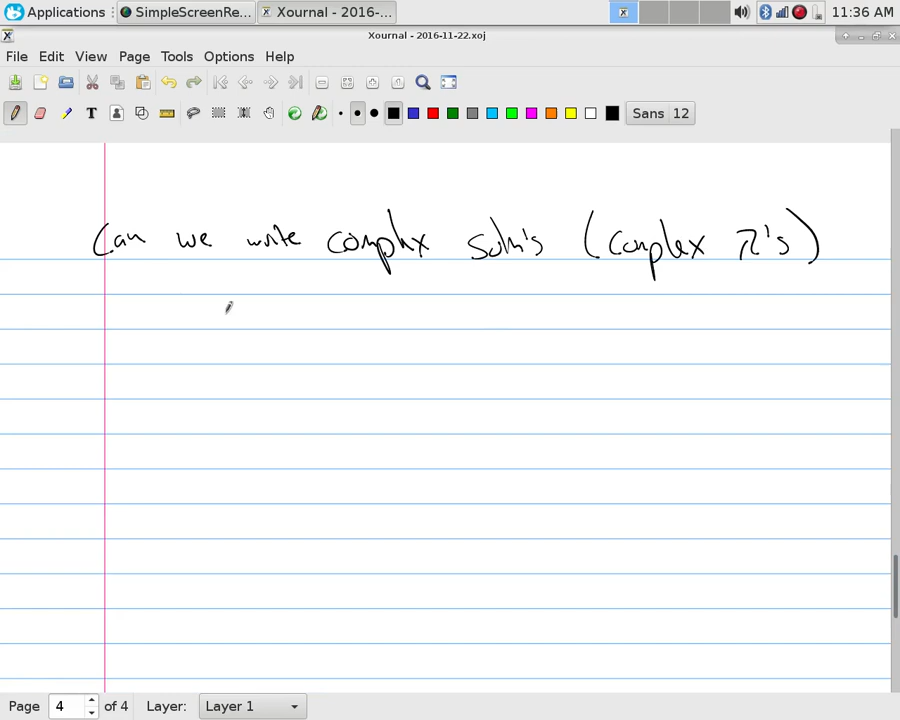 Applications SimpleScreenRe... Xournal - 2016-... 11:36 AM
Xournal - 2016-11-22.xoj
File Edit View Page Tools Options Help
T Sans 12
Can we write complex soln's (complex λ's)
Page 4 of 4 Layer: Layer 1